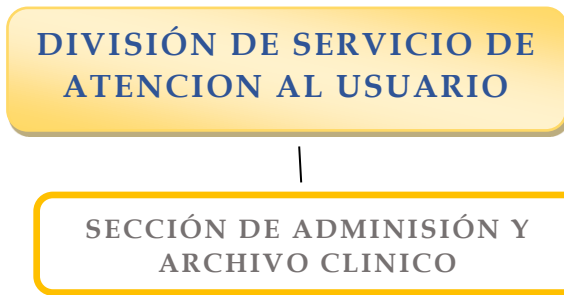 DIVISIÓN DE SERVICIO DE
ATENCION AL USUARIO
SECCIÓN DE ADMINISIÓN Y
ARCHIVO CLINICO